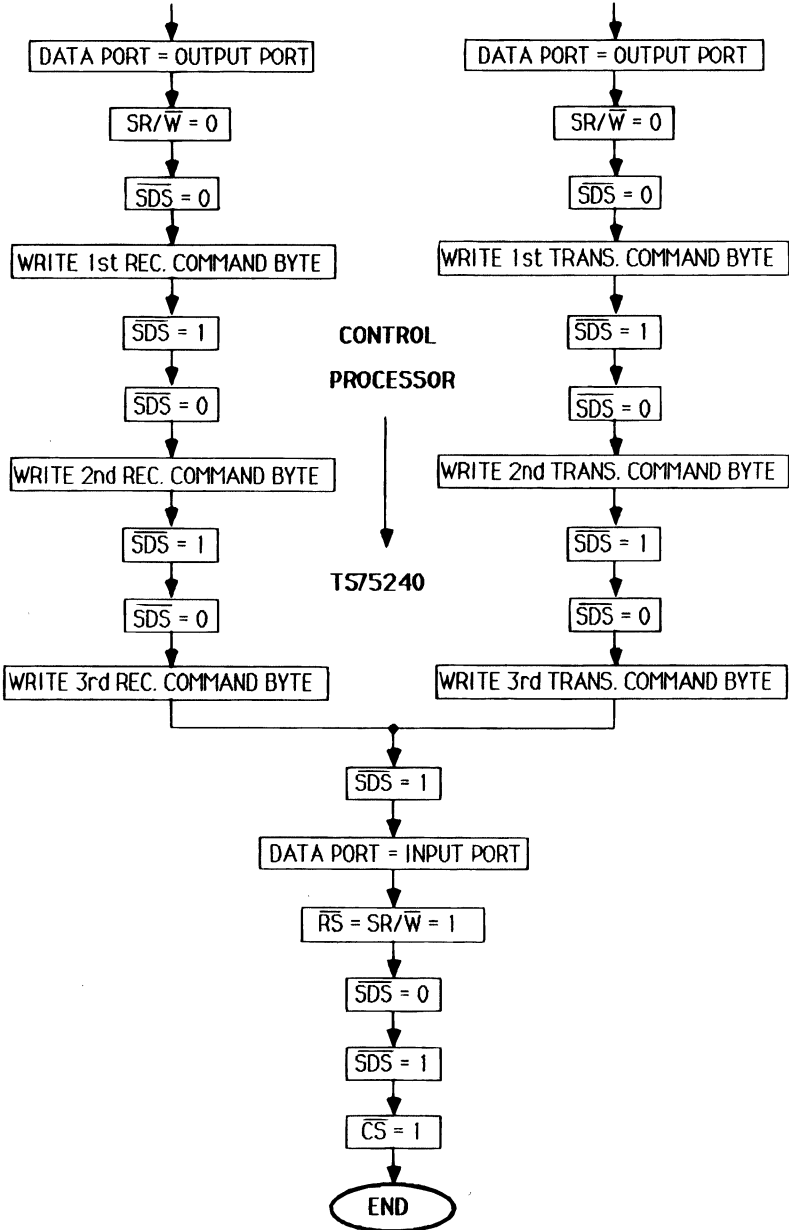 DATA PORT = OUTPUT PORT
SR/W̅ = 0
S̅D̅S̅ = 0
WRITE 1st REC. COMMAND BYTE
S̅D̅S̅ = 1
S̅D̅S̅ = 0
WRITE 2nd REC. COMMAND BYTE
S̅D̅S̅ = 1
S̅D̅S̅ = 0
WRITE 3rd REC. COMMAND BYTE
CONTROL
PROCESSOR
TS75240
DATA PORT = OUTPUT PORT
SR/W̅ = 0
S̅D̅S̅ = 0
WRITE 1st TRANS. COMMAND BYTE
S̅D̅S̅ = 1
S̅D̅S̅ = 0
WRITE 2nd TRANS. COMMAND BYTE
S̅D̅S̅ = 1
S̅D̅S̅ = 0
WRITE 3rd TRANS. COMMAND BYTE
S̅D̅S̅ = 1
DATA PORT = INPUT PORT
R̅S̅ = SR/W̅ = 1
S̅D̅S̅ = 0
S̅D̅S̅ = 1
C̅S̅ = 1
END